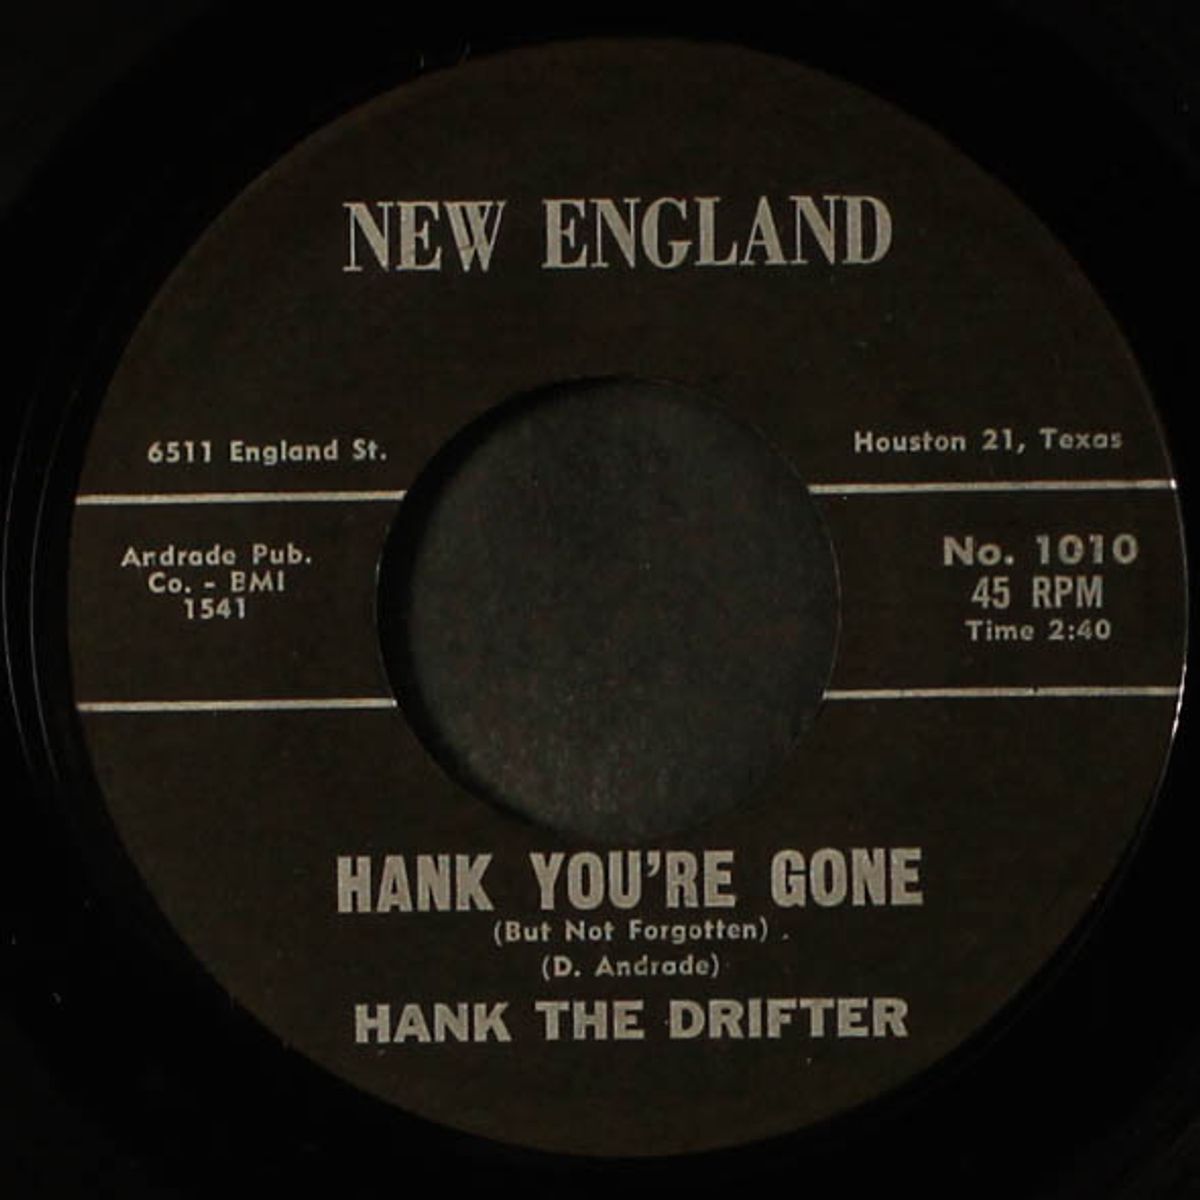 NEW ENGLAND
6511 England St.
Houston 21, Texas
Andrade Pub.
Co. - BMI
1541
No. 1010
45 RPM
Time 2:40
HANK YOU'RE GONE
(But Not Forgotten) .
(D. Andrade)
HANK THE DRIFTER